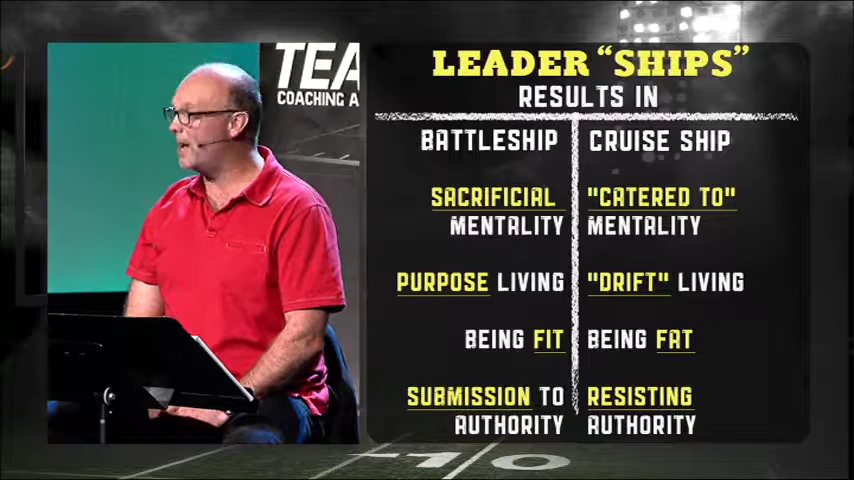 TEA
COACHING A
LEADER "SHIPS"
RESULTS IN
BATTLESHIP CRUISE SHIP
SACRIFICIAL "CATERED TO"
MENTALITY MENTALITY
PURPOSE LIVING "DRIFT" LIVING
BEING FIT BEING FAT
SUBMISSION TO RESISTING
AUTHORITY AUTHORITY
10